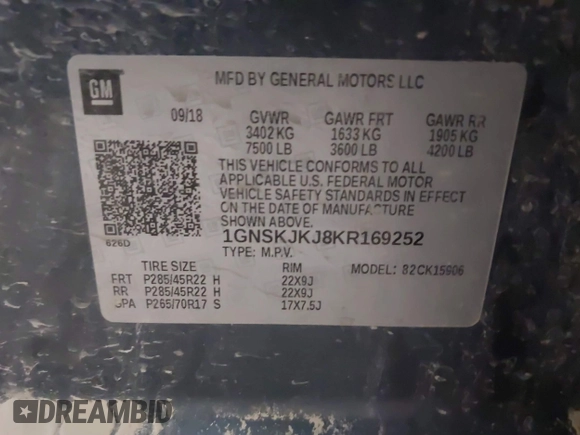 GM
MFD BY GENERAL MOTORS LLC
09/18 GVWR GAWR FRT GAWR RR
3402 KG 1633 KG 1905 KG
7500 LB 3600 LB 4200 LB
THIS VEHICLE CONFORMS TO ALL
APPLICABLE U.S. FEDERAL MOTOR
VEHICLE SAFETY STANDARDS IN EFFECT
ON THE DATE OF MANUFACTURE
SHOWN ABOVE.
626D
1GNSKJKJ8KR169252
TYPE: M.P.V.
TIRE SIZE RIM MODEL: 82CK15906
FRT P285/45R22 H 22X9J
RR P285/45R22 H 22X9J
SPA P265/70R17 S 17X7.5J
DREAMBID